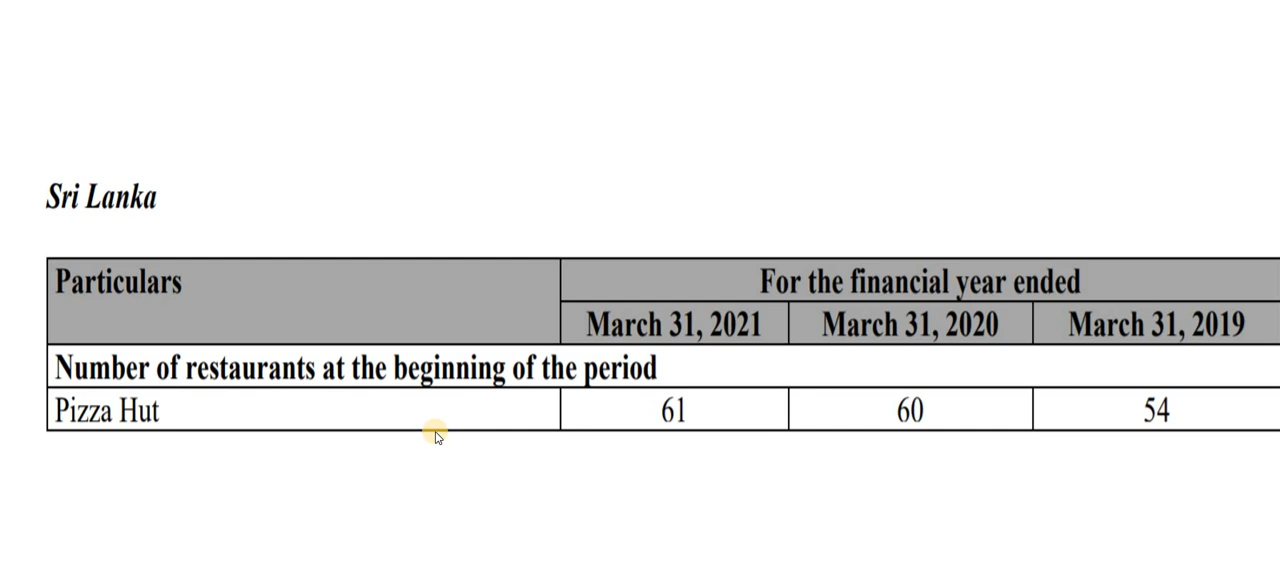 Sri Lanka
Particulars
For the financial year ended
March 31, 2021 March 31, 2020 March 31, 2019
Number of restaurants at the beginning of the period
Pizza Hut 61 60 54